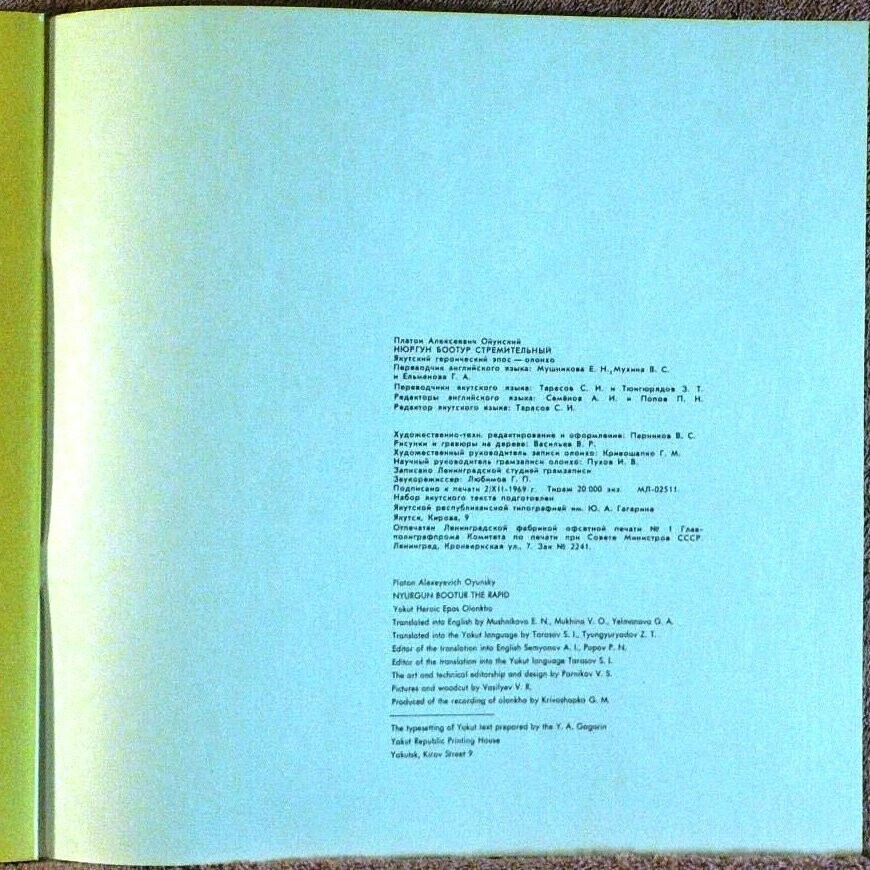 Платон Алексеевич Ойунский
НЮРГУН БООТУР СТРЕМИТЕЛЬНЫЙ
Якутский героический эпос — олонхо
Переводчик английского языка: Мушникова Е. Н., Мухина В. С.
и Ельманова Г. А.
Переводчики якутского языка: Тарасов С. И. и Тюнгюрядов З. Т.
Редакторы английского языка: Семёнов А. И. и Попов П. Н.
Редактор якутского языка: Тарасов С. И.
Художественно-техн. редактирование и оформление: Парников В. С.
Рисунки и гравюры на дереве: Васильев В. Р.
Художественный руководитель записи олонхо: Кривошапко Г. М.
Научный руководитель грамзаписи олонхо: Пухов И. В.
Записано Ленинградской студией грамзаписи
Звукорежиссер: Любимов Г. П.
Подписано к печати 2/XII-1969 г. Тираж 20 000 экз. МЛ-02511.
Набор якутского текста подготовлен
Якутской республиканской типографией им. Ю. А. Гагарина
Якутск, Кирова, 9
Отпечатан Ленинградской фабрикой офсетной печати № 1 Глав-
полиграфпрома Комитета по печати при Совете Министров СССР.
Ленинград, Кронверкская ул., 7. Зак № 2241.
Platon Alexeyevich Oyunsky
NYURGUN BOOTUR THE RAPID
Yakut Heroic Epos Olonkho
Translated into English by Mushnikova E. N., Mukhina V. O., Yelmanova G. A.
Translated into the Yakut language by Tarasov S. I., Tyungyuryadov Z. T.
Editor of the translation into English Semyonov A. I., Popov P. N.
Editor of the translation into the Yakut language Tarasov S. I.
The art and technical editorship and design by Parnikov V. S.
Pictures and woodcut by Vasilyev V. R.
Produced of the recording of olonkho by Krivoshapko G. M.
The typesetting of Yakut text prepared by the Y. A. Gagarin
Yakut Republic Printing House
Yakutsk, Kirov Street 9